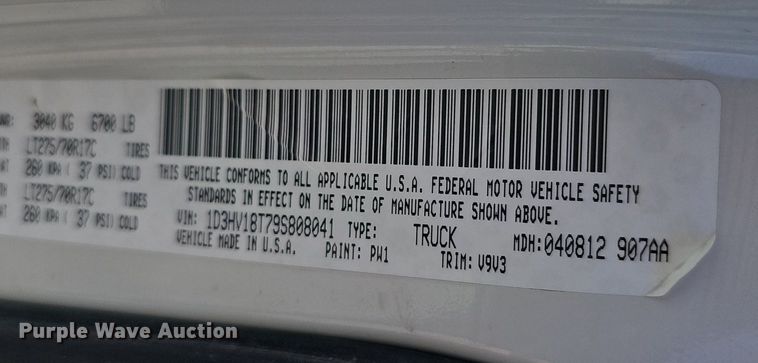 3040 KG 6700 LB
LT275/70R17C TIRES
260 KPA ( 37 PSI) COLD
LT275/70R17C TIRES
260 KPA ( 37 PSI) COLD
THIS VEHICLE CONFORMS TO ALL APPLICABLE U.S.A. FEDERAL MOTOR VEHICLE SAFETY
STANDARDS IN EFFECT ON THE DATE OF MANUFACTURE SHOWN ABOVE.
VIN: 1D3HV18T79S808041 TYPE: TRUCK MDH: 040812 907AA
VEHICLE MADE IN U.S.A. PAINT: PW1 TRIM: V9V3
Purple Wave Auction